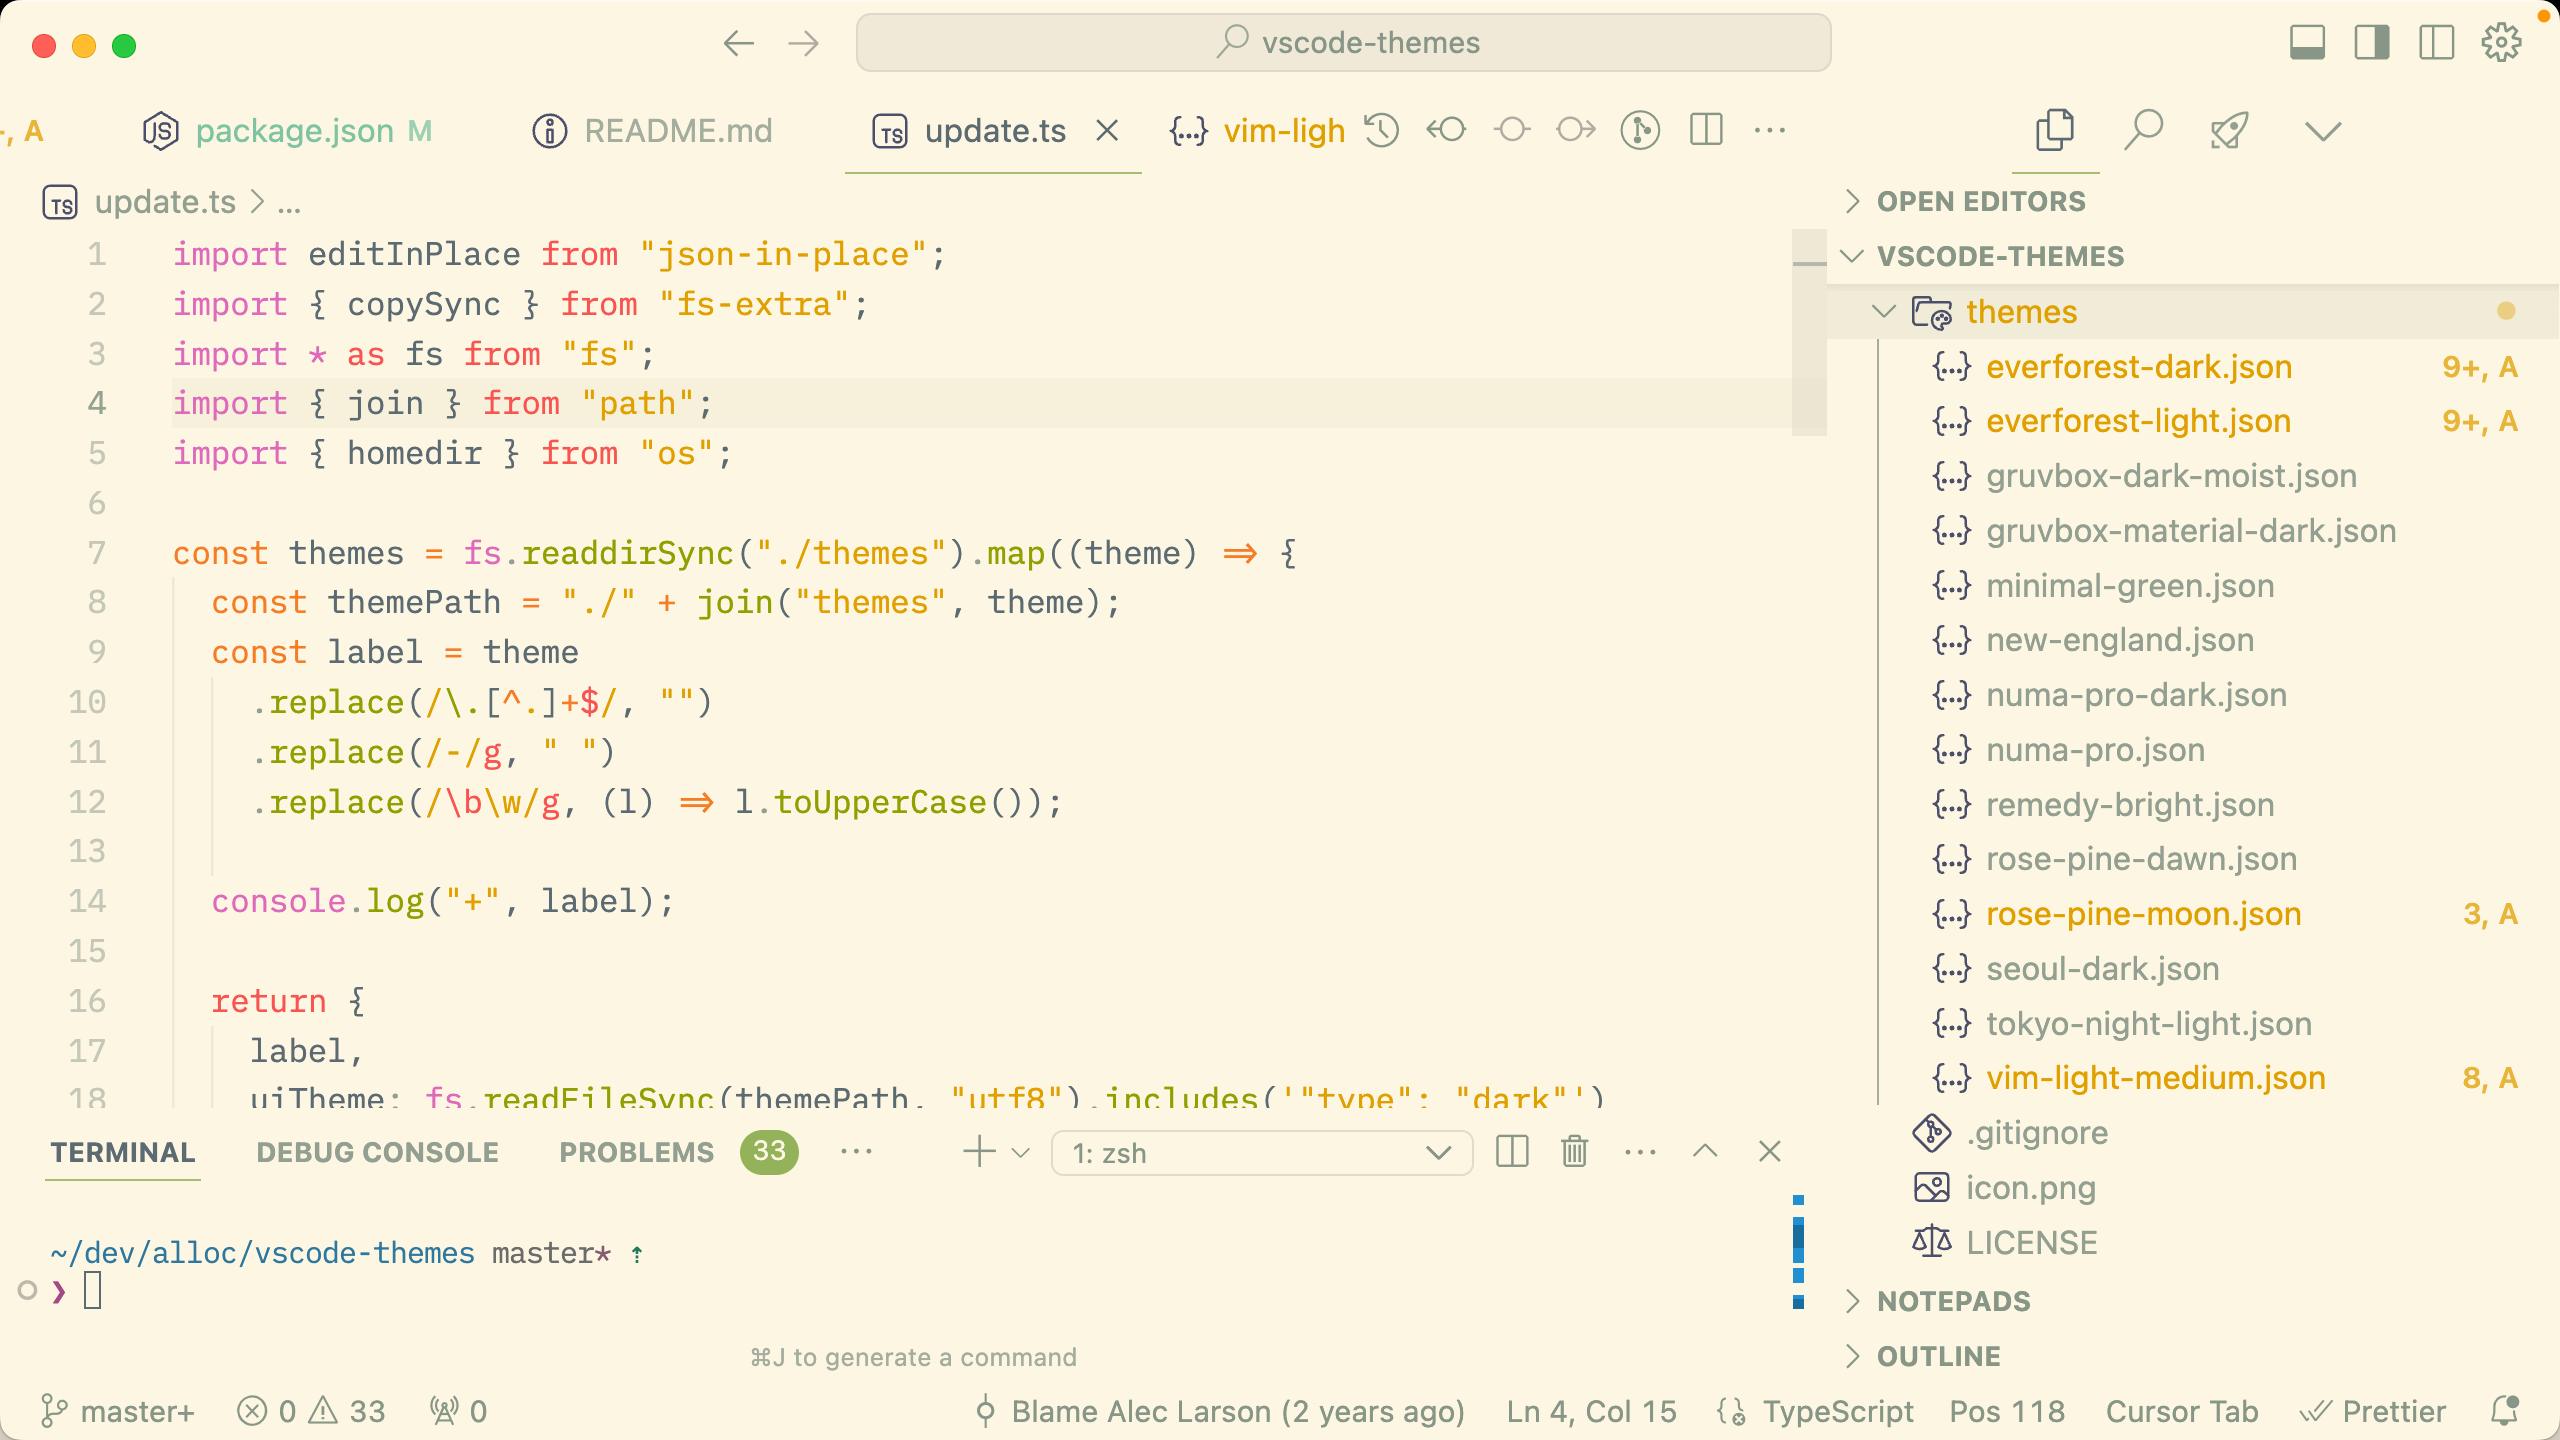 vscode-themes
, A
package.json M
README.md
update.ts
{...} vim-ligh
update.ts > ...
1 import editInPlace from "json-in-place";
2 import { copySync } from "fs-extra";
3 import * as fs from "fs";
4 import { join } from "path";
5 import { homedir } from "os";
6
7 const themes = fs.readdirSync("./themes").map((theme) => {
8 const themePath = "./" + join("themes", theme);
9 const label = theme
10 .replace(/\.[^.]+$/, "")
11 .replace(/-/g, " ")
12 .replace(/\b\w/g, (l) => l.toUpperCase());
13
14 console.log("+", label);
15
16 return {
17 label,
18 uiTheme: fs.readFileSync(themePath, "utf8").includes('"type": "dark"')
TERMINAL
DEBUG CONSOLE
PROBLEMS 33
1: zsh
~/dev/alloc/vscode-themes master* ⇡
❯
⌘J to generate a command
OPEN EDITORS
VSCODE-THEMES
themes
{...} everforest-dark.json 9+, A
{...} everforest-light.json 9+, A
{...} gruvbox-dark-moist.json
{...} gruvbox-material-dark.json
{...} minimal-green.json
{...} new-england.json
{...} numa-pro-dark.json
{...} numa-pro.json
{...} remedy-bright.json
{...} rose-pine-dawn.json
{...} rose-pine-moon.json 3, A
{...} seoul-dark.json
{...} tokyo-night-light.json
{...} vim-light-medium.json 8, A
.gitignore
icon.png
LICENSE
NOTEPADS
OUTLINE
master+
0 33
0
Blame Alec Larson (2 years ago)
Ln 4, Col 15
TypeScript
Pos 118
Cursor Tab
Prettier